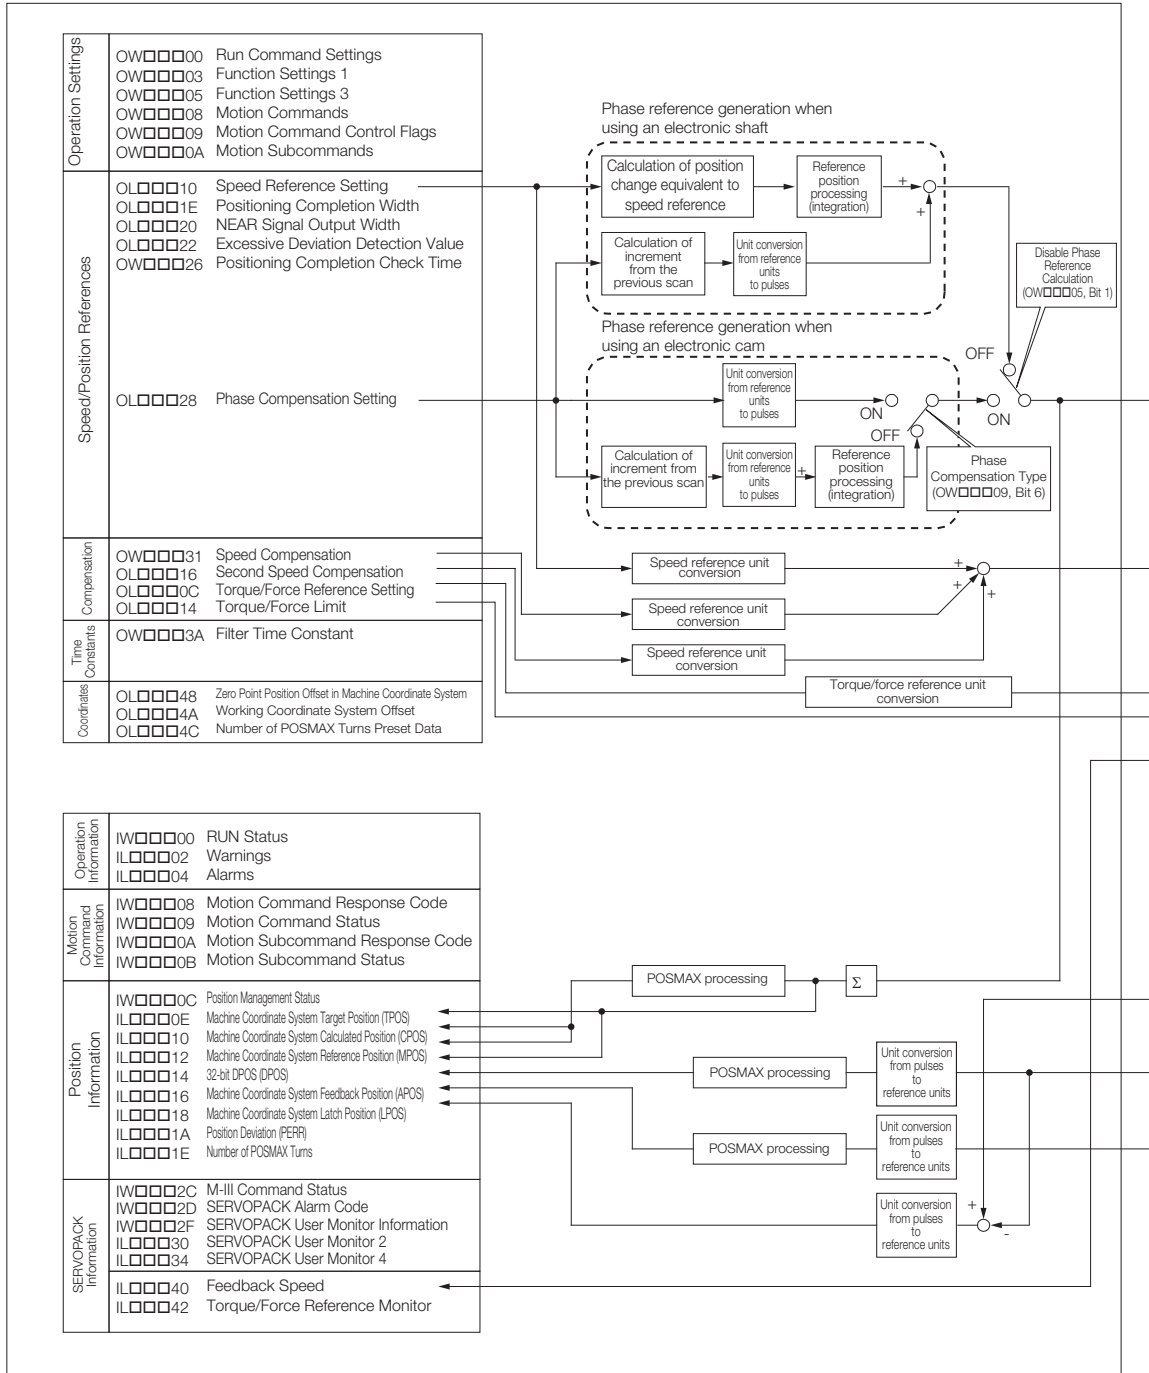 Operation Settings
OW□□□00 Run Command Settings
OW□□□03 Function Settings 1
OW□□□05 Function Settings 3
OW□□□08 Motion Commands
OW□□□09 Motion Command Control Flags
OW□□□0A Motion Subcommands
Speed/Position References
OL□□□10 Speed Reference Setting
OL□□□1E Positioning Completion Width
OL□□□20 NEAR Signal Output Width
OL□□□22 Excessive Deviation Detection Value
OW□□□26 Positioning Completion Check Time
OL□□□28 Phase Compensation Setting
Compensation
OW□□□31 Speed Compensation
OL□□□16 Second Speed Compensation
OL□□□0C Torque/Force Reference Setting
OL□□□14 Torque/Force Limit
Time
Constants
OW□□□3A Filter Time Constant
Coordinates
OL□□□48 Zero Point Position Offset in Machine Coordinate System
OL□□□4A Working Coordinate System Offset
OL□□□4C Number of POSMAX Turns Preset Data
Phase reference generation when
using an electronic shaft
Calculation of position
change equivalent to
speed reference
Reference
position
processing
(integration)
+
+
Calculation of
increment
from the
previous scan
Unit conversion
from reference
units
to pulses
Disable Phase
Reference
Calculation
(OW□□□05, Bit 1)
Phase reference generation when
using an electronic cam
OFF
Unit conversion
from reference
units
to pulses
ON
ON
OFF
Calculation of
increment from
the previous scan
Unit conversion
from reference
units
to pulses
+
Reference
position
processing
(integration)
Phase
Compensation Type
(OW□□□09, Bit 6)
Speed reference unit
conversion
+
+
+
Speed reference unit
conversion
Speed reference unit
conversion
Torque/force reference unit
conversion
Operation
Information
IW□□□00 RUN Status
IL□□□02 Warnings
IL□□□04 Alarms
Motion
Command
Information
IW□□□08 Motion Command Response Code
IW□□□09 Motion Command Status
IW□□□0A Motion Subcommand Response Code
IW□□□0B Motion Subcommand Status
Position
Information
IW□□□0C Position Management Status
IL□□□0E Machine Coordinate System Target Position (TPOS)
IL□□□10 Machine Coordinate System Calculated Position (CPOS)
IL□□□12 Machine Coordinate System Reference Position (MPOS)
IL□□□14 32-bit DPOS (DPOS)
IL□□□16 Machine Coordinate System Feedback Position (APOS)
IL□□□18 Machine Coordinate System Latch Position (LPOS)
IL□□□1A Position Deviation (PERR)
IL□□□1E Number of POSMAX Turns
SERVOPACK
Information
IW□□□2C M-III Command Status
IW□□□2D SERVOPACK Alarm Code
IW□□□2F SERVOPACK User Monitor Information
IL□□□30 SERVOPACK User Monitor 2
IL□□□34 SERVOPACK User Monitor 4
IL□□□40 Feedback Speed
IL□□□42 Torque/Force Reference Monitor
POSMAX processing
Σ
POSMAX processing
Unit conversion
from pulses
to
reference units
POSMAX processing
Unit conversion
from pulses
to
reference units
Unit conversion
from pulses
to
reference units
+
-